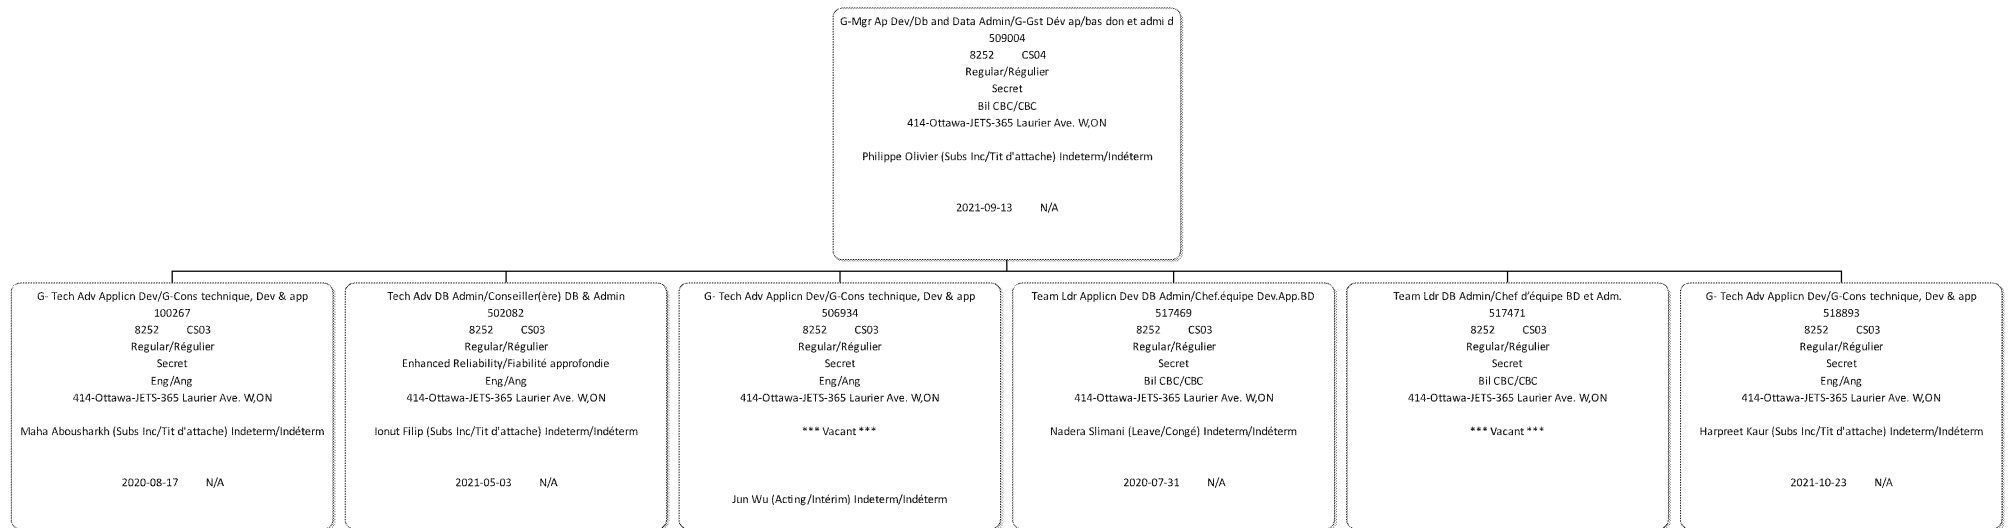 G-Mgr Ap Dev/Db and Data Admin/G-Gst Dév ap/bas don et admi d
509004
8252 CS04
Regular/Régulier
Secret
Bil CBC/CBC
414-Ottawa-JETS-365 Laurier Ave. W,ON
Philippe Olivier (Subs Inc/Tit d'attache) Indeterm/Indéterm
2021-09-13 N/A
G- Tech Adv Applicn Dev/G-Cons technique, Dev & app
100267
8252 CS03
Regular/Régulier
Secret
Eng/Ang
414-Ottawa-JETS-365 Laurier Ave. W,ON
Maha Abousharkh (Subs Inc/Tit d'attache) Indeterm/Indéterm
2020-08-17 N/A
Tech Adv DB Admin/Conseiller(ère) DB & Admin
502082
8252 CS03
Regular/Régulier
Enhanced Reliability/Fiabilité approfondie
Eng/Ang
414-Ottawa-JETS-365 Laurier Ave. W,ON
Ionut Filip (Subs Inc/Tit d'attache) Indeterm/Indéterm
2021-05-03 N/A
G- Tech Adv Applicn Dev/G-Cons technique, Dev & app
506934
8252 CS03
Regular/Régulier
Secret
Eng/Ang
414-Ottawa-JETS-365 Laurier Ave. W,ON
*** Vacant ***
Jun Wu (Acting/Intérim) Indeterm/Indéterm
Team Ldr Applicn Dev DB Admin/Chef.équipe Dev.App.BD
517469
8252 CS03
Regular/Régulier
Secret
Bil CBC/CBC
414-Ottawa-JETS-365 Laurier Ave. W,ON
Nadera Slimani (Leave/Congé) Indeterm/Indéterm
2020-07-31 N/A
Team Ldr DB Admin/Chef d’équipe BD et Adm.
517471
8252 CS03
Regular/Régulier
Secret
Bil CBC/CBC
414-Ottawa-JETS-365 Laurier Ave. W,ON
*** Vacant ***
G- Tech Adv Applicn Dev/G-Cons technique, Dev & app
518893
8252 CS03
Regular/Régulier
Secret
Eng/Ang
414-Ottawa-JETS-365 Laurier Ave. W,ON
Harpreet Kaur (Subs Inc/Tit d'attache) Indeterm/Indéterm
2021-10-23 N/A